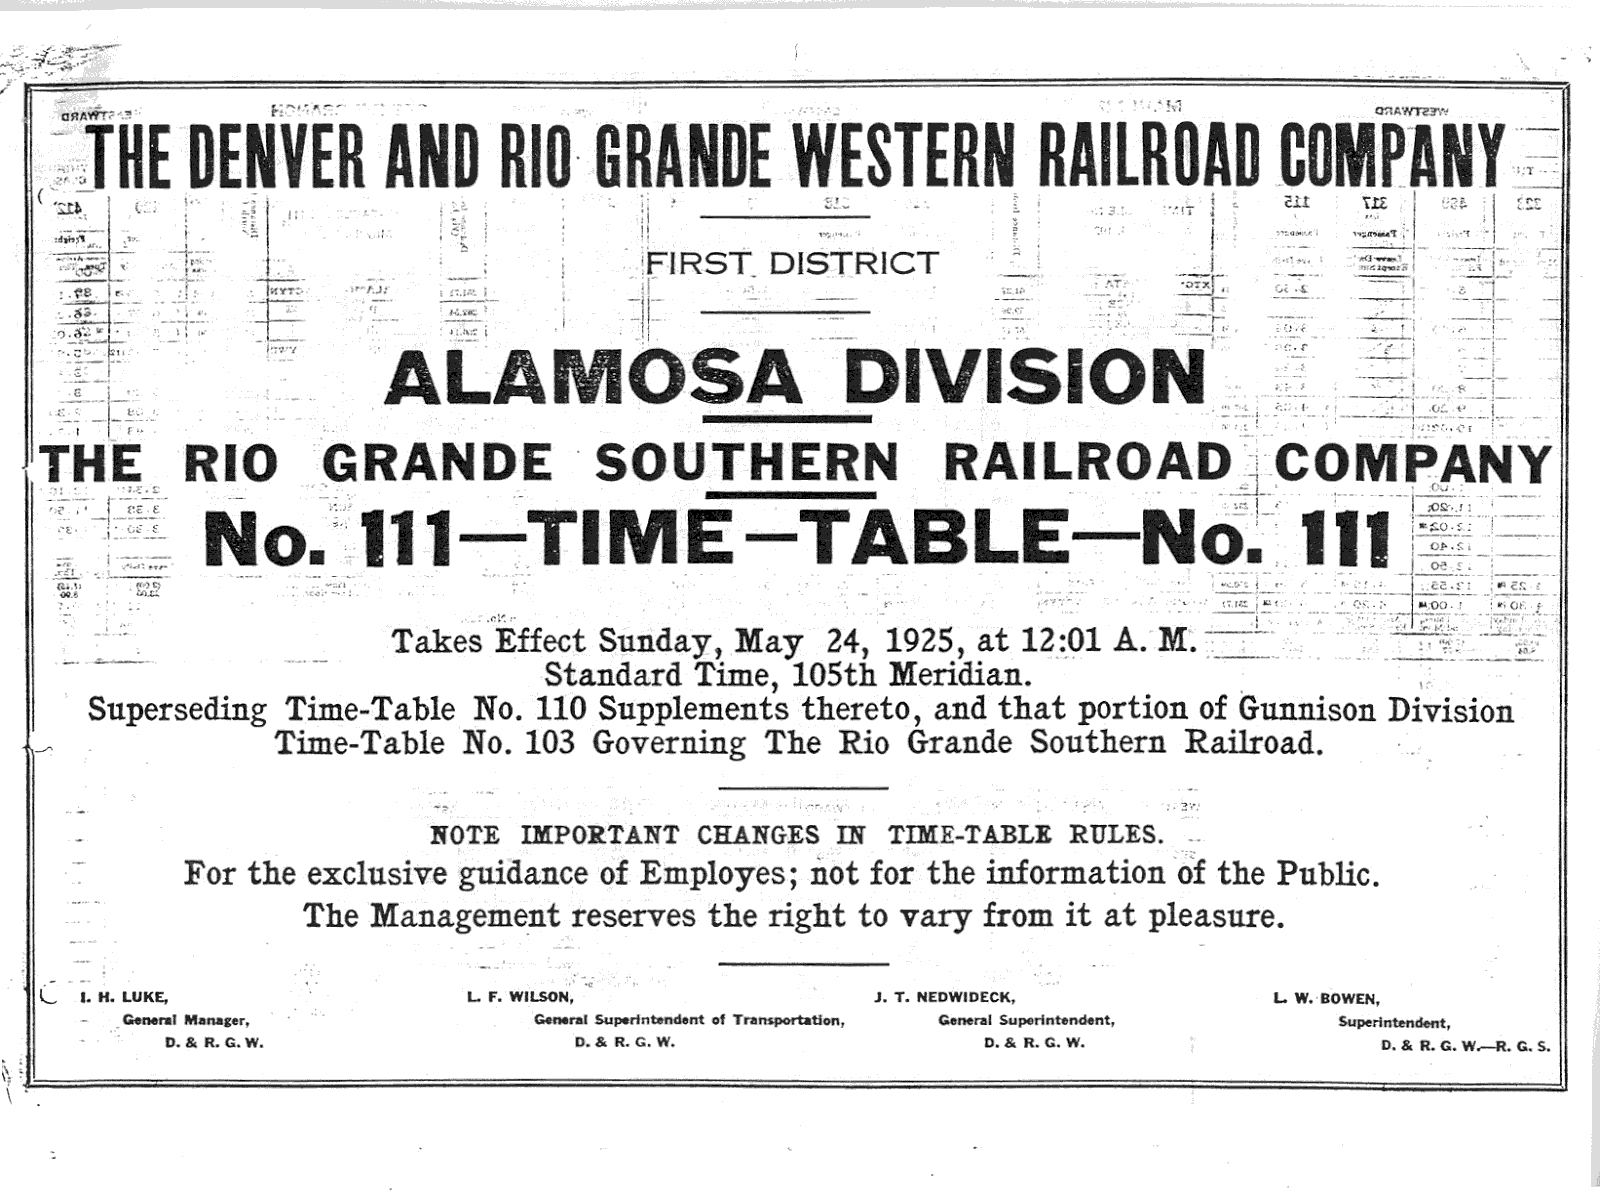 THE DENVER AND RIO GRANDE WESTERN RAILROAD COMPANY
FIRST DISTRICT
ALAMOSA DIVISION
THE RIO GRANDE SOUTHERN RAILROAD COMPANY
No. 111—TIME—TABLE—No. 111
Takes Effect Sunday, May 24, 1925, at 12:01 A. M.
Standard Time, 105th Meridian.
Superseding Time-Table No. 110 Supplements thereto, and that portion of Gunnison Division
Time-Table No. 103 Governing The Rio Grande Southern Railroad.
NOTE IMPORTANT CHANGES IN TIME-TABLE RULES.
For the exclusive guidance of Employes; not for the information of the Public.
The Management reserves the right to vary from it at pleasure.
I. H. LUKE,
General Manager,
D. & R. G. W.
L. F. WILSON,
General Superintendent of Transportation,
D. & R. G. W.
J. T. NEDWIDECK,
General Superintendent,
D. & R. G. W.
L. W. BOWEN,
Superintendent,
D. & R. G. W.—R. G. S.